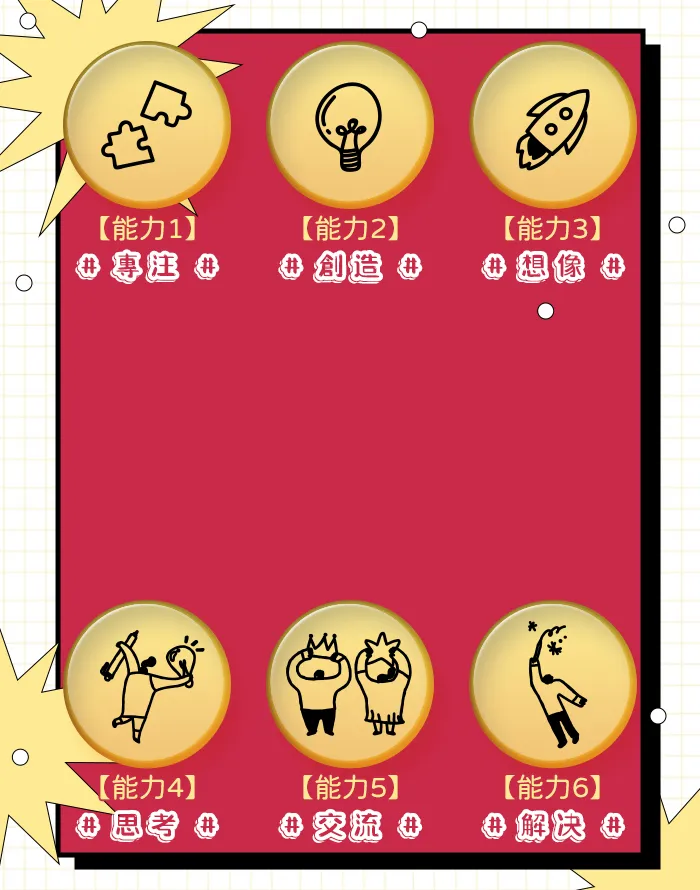 【能力1】
# 專注 #
【能力2】
# 創造 #
【能力3】
# 想像 #
【能力4】
# 思考 #
【能力5】
# 交流 #
【能力6】
# 解決 #